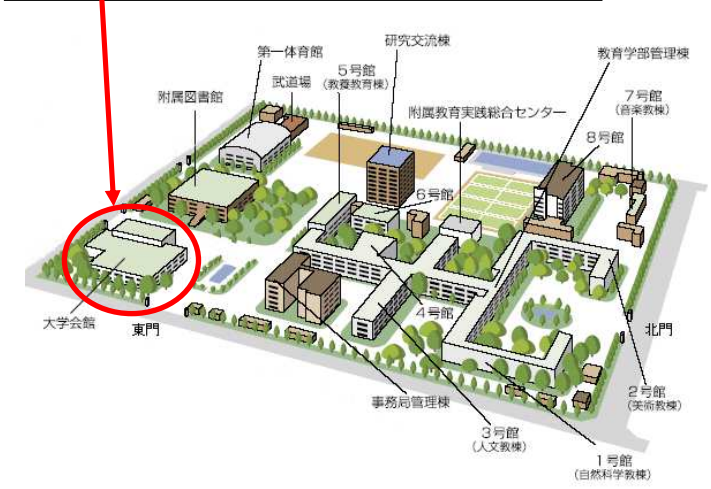 研究交流棟
第一体育館
教育学部管理棟
5号館
(教養教育棟)
武道場
7号館
(音楽教棟)
附属図書館
附属教育実践総合センター
8号館
6号館
4号館
大学会館
東門
北門
事務局管理棟
2号館
(美術教棟)
3号館
(人文教棟)
1号館
(自然科学教棟)